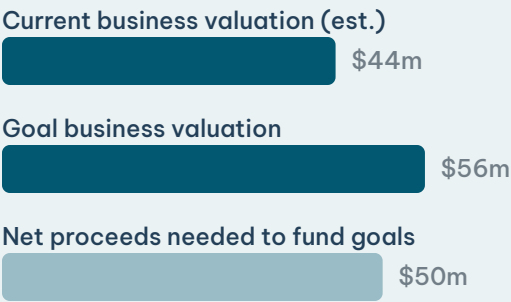 Current business valuation (est.)
$44m
Goal business valuation
$56m
Net proceeds needed to fund goals
$50m